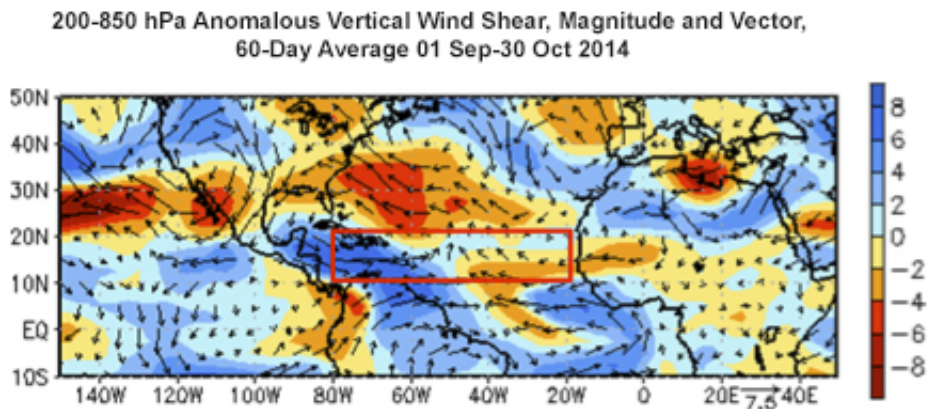 200-850 hPa Anomalous Vertical Wind Shear, Magnitude and Vector,
60-Day Average 01 Sep-30 Oct 2014
50N
40N
30N
20N
10N
EQ
10S
140W 120W 100W 80W 60W 40W 20W 0 20E 40E
7.5
8
6
4
2
0
-2
-4
-6
-8